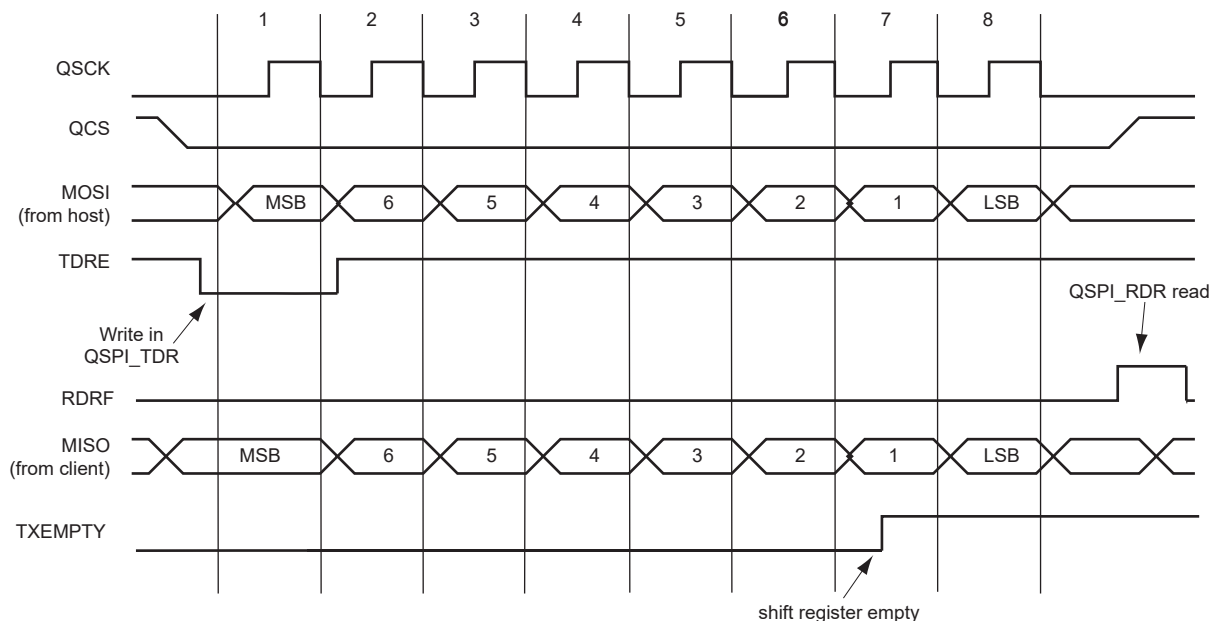 1 2 3 4 5 6 7 8
QSCK
QCS
MOSI
(from host)
MSB 6 5 4 3 2 1 LSB
TDRE
QSPI_RDR read
Write in
QSPI_TDR
RDRF
MISO
(from client)
MSB 6 5 4 3 2 1 LSB
TXEMPTY
shift register empty